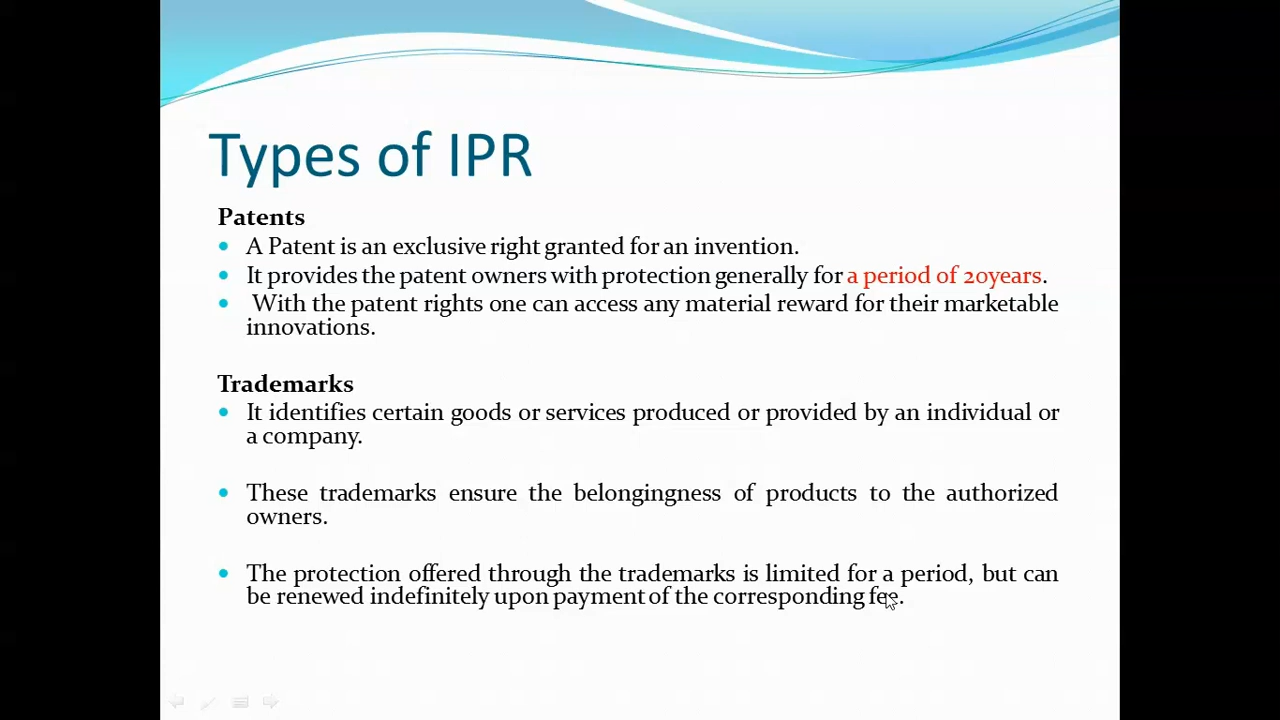 Types of IPR
Patents
A Patent is an exclusive right granted for an invention.
It provides the patent owners with protection generally for a period of 20years.
With the patent rights one can access any material reward for their marketable
innovations.
Trademarks
It identifies certain goods or services produced or provided by an individual or
a company.
These trademarks ensure the belongingness of products to the authorized
owners.
The protection offered through the trademarks is limited for a period, but can
be renewed indefinitely upon payment of the corresponding fee.